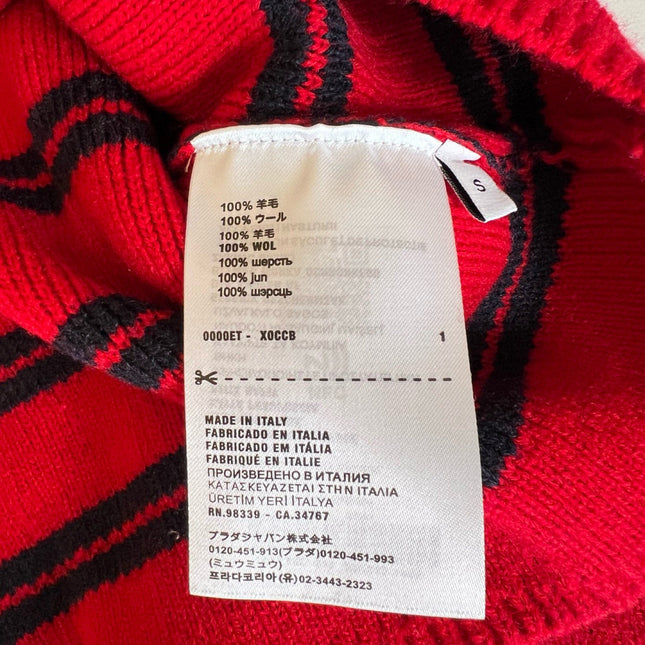 100% 羊毛
100% ウール
100% 羊毛
100% WOL
100% шерсть
100% jun
100% шэрсць
0000ET - X0CCB 1
MADE IN ITALY
FABRICADO EN ITALIA
FABRICADO EM ITÁLIA
FABRIQUÉ EN ITALIE
ПРОИЗВЕДЕНО В ИТАЛИЯ
ΚΑΤΑΣΚΕΥΑΖΕΤΑΙ ΣΤΗ Ν ΙΤΑΛΙΑ
ÜRETİM YERİ İTALYA
RN.98339 - CA.34767
プラダジャパン株式会社
0120-451-913(プラダ)0120-451-993
(ミュウミュウ)
프라다코리아(유)02-3443-2323
S